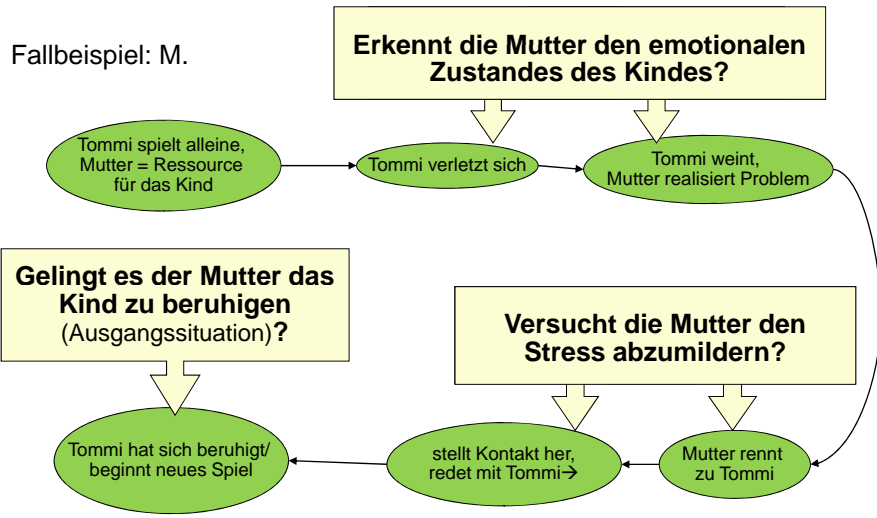 Fallbeispiel: M.
Erkennt die Mutter den emotionalen
Zustandes des Kindes?
Tommi spielt alleine,
Mutter = Ressource
für das Kind
Tommi verletzt sich
Tommi weint,
Mutter realisiert Problem
Gelingt es der Mutter das
Kind zu beruhigen
(Ausgangssituation)?
Versucht die Mutter den
Stress abzumildern?
Tommi hat sich beruhigt/
beginnt neues Spiel
stellt Kontakt her,
redet mit Tommi→
Mutter rennt
zu Tommi